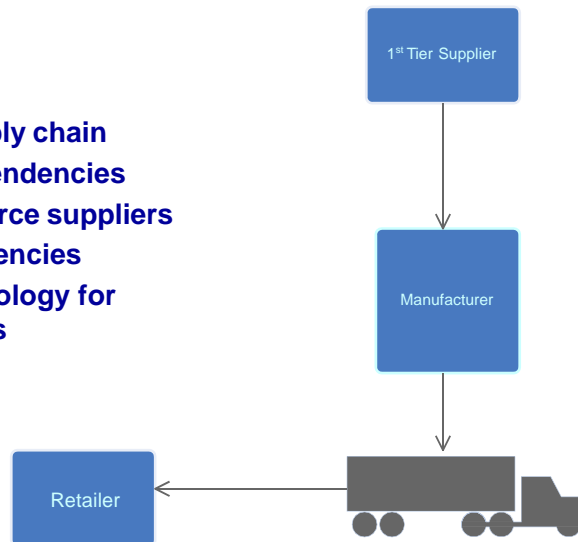 1st Tier Supplier
ply chain
endencies
rce suppliers
encies
ology for
s
Manufacturer
Retailer